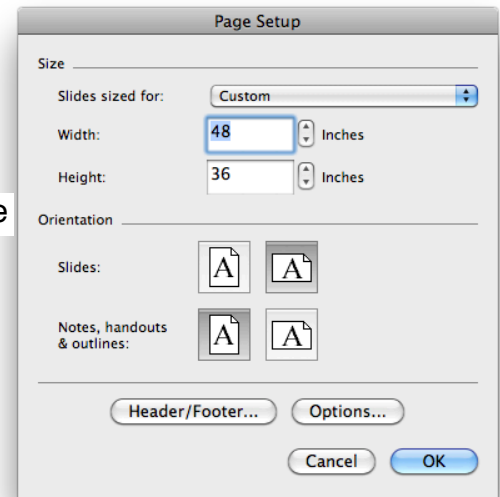 Page Setup
Size
Slides sized for: Custom
Width: 48 Inches
Height: 36 Inches
e
Orientation
Slides: A A
Notes, handouts
& outlines: A A
Header/Footer... Options...
Cancel OK